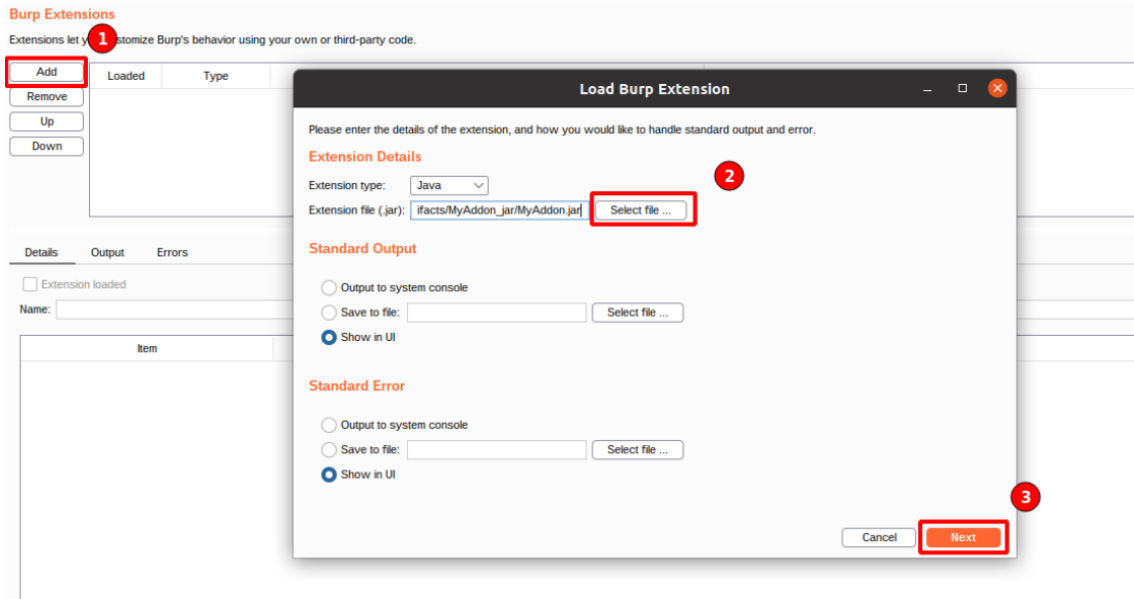 Burp Extensions
Extensions let y 1 stomize Burp's behavior using your own or third-party code.
Add
Remove
Up
Down
Loaded Type
Load Burp Extension
Please enter the details of the extension, and how you would like to handle standard output and error.
Extension Details
2
Extension type: Java
Extension file (.jar): ifacts/MyAddon_jar/MyAddon.jar Select file ...
Standard Output
Output to system console
Save to file: Select file ...
Show in UI
Standard Error
Output to system console
Save to file: Select file ...
Show in UI
3
Cancel Next
Details Output Errors
Extension loaded
Name:
Item